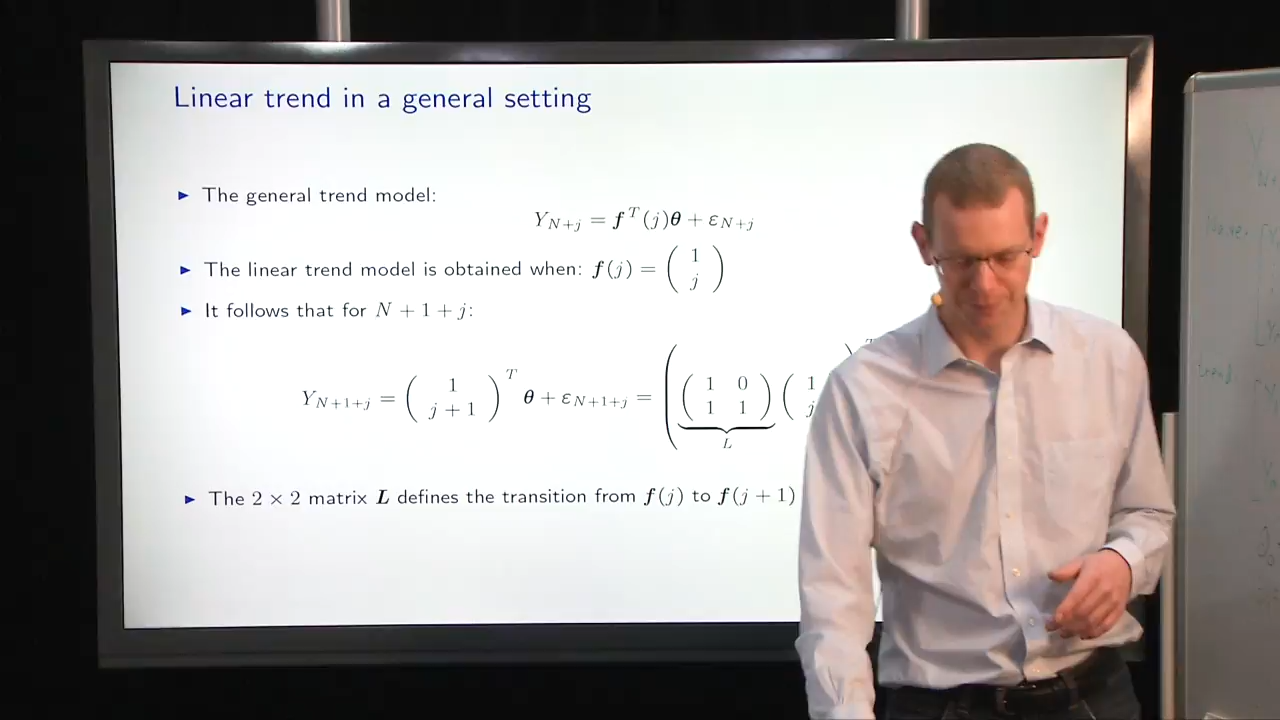 Linear trend in a general setting
▶ The general trend model:
Y_{N+j} = f^T(j)θ + ε_{N+j}
▶ The linear trend model is obtained when: f(j) = ( 1 j )
▶ It follows that for N + 1 + j:
Y_{N+1+j} = ( 1 j + 1 )^T θ + ε_{N+1+j} = ( ( 1 0 1 1 ) ( 1 j ) )^T
L
▶ The 2 × 2 matrix L defines the transition from f(j) to f(j + 1)